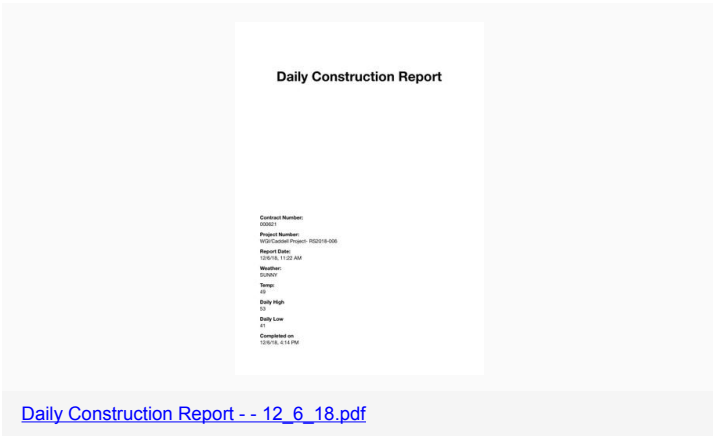 Daily Construction Report
Contract Number:
000621
Project Number:
WGI/Caddell Project- RS2018-006
Report Date:
12/6/18, 11:22 AM
Weather:
SUNNY
Temp:
45
Daily High
53
Daily Low
41
Completed on
12/6/18, 4:14 PM
Daily Construction Report - - 12_6_18.pdf